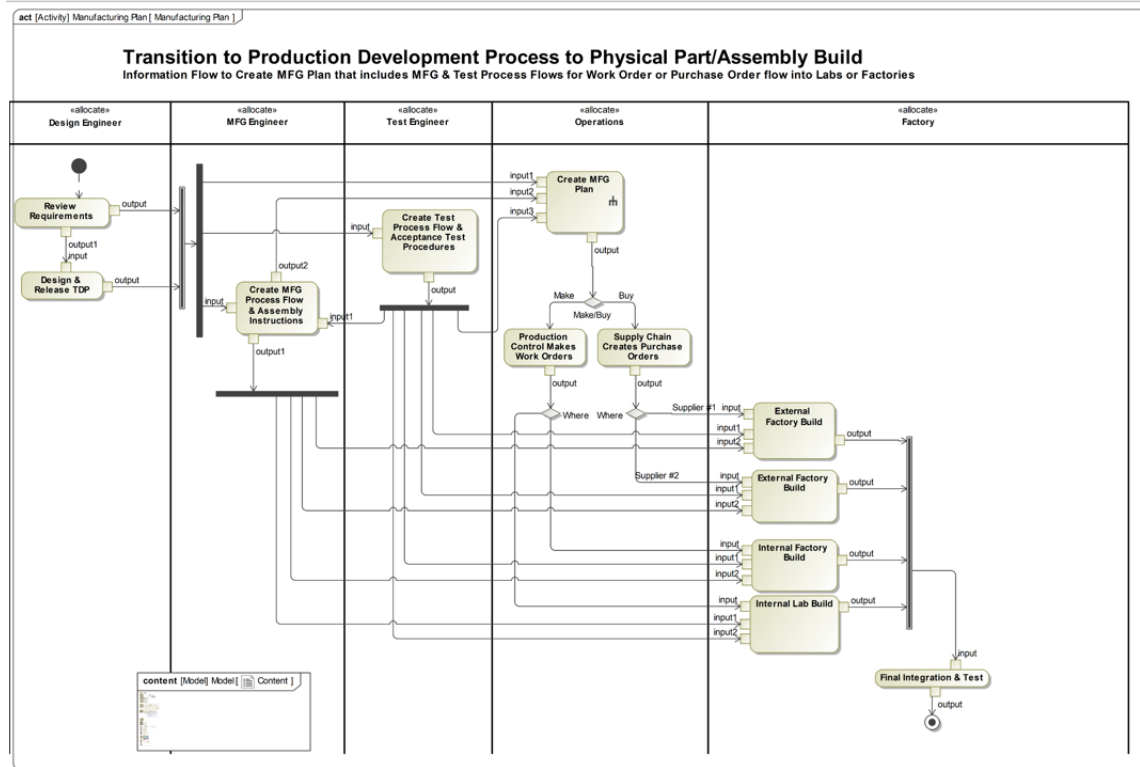 act [Activity] Manufacturing Plan [ Manufacturing Plan ]
Transition to Production Development Process to Physical Part/Assembly Build
Information Flow to Create MFG Plan that includes MFG & Test Process Flows for Work Order or Purchase Order flow into Labs or Factories
«allocate»
Design Engineer
«allocate»
MFG Engineer
«allocate»
Test Engineer
«allocate»
Operations
«allocate»
Factory
Review
Requirements
output
output1
input
Design &
Release TDP
output
input
Create MFG
Process Flow
& Assembly
Instructions
output2
input1
output1
input
Create Test
Process Flow &
Acceptance Test
Procedures
output
input1
input2
input3
Create MFG
Plan
output
Make
Buy
Make/Buy
Production
Control Makes
Work Orders
output
Where
Supply Chain
Creates Purchase
Orders
output
Where
Supplier #1
input
input1
input2
External
Factory Build
output
Supplier #2
input
input1
input2
External Factory
Build
output
input
input1
input2
Internal Factory
Build
output
input
input1
input2
Internal Lab Build
output
input
Final Integration & Test
output
content [Model] Model [ Content ]